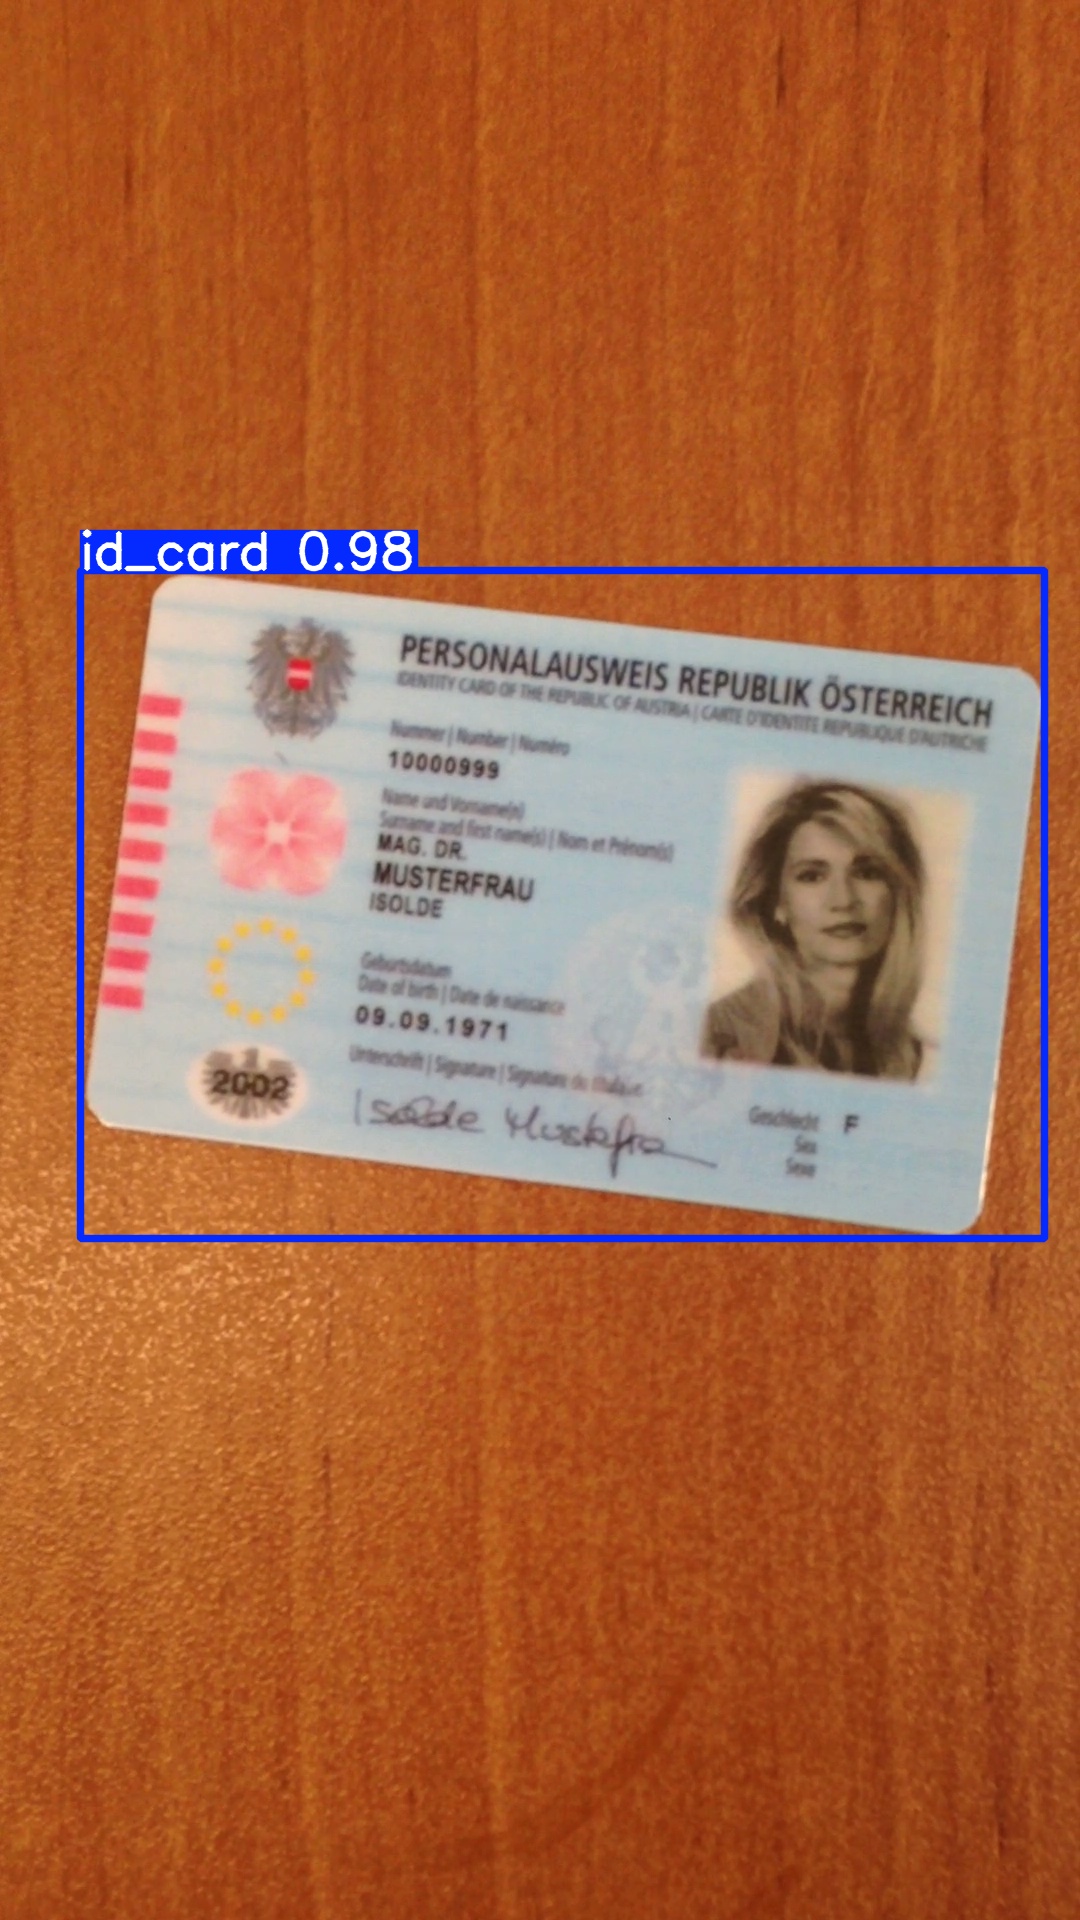 id_card 0.98
PERSONALAUSWEIS REPUBLIK ÖSTERREICH
IDENTITY CARD OF THE REPUBLIC OF AUSTRIA | CARTE D'IDENTITE REPUBLIQUE D'AUTRICHE
Nummer | Number | Numéro
10000999
Name und Vorname(n)
Surname and first name(s) | Nom et Prénom(s)
MAG. DR.
MUSTERFRAU
ISOLDE
Geburtsdatum
Date of birth | Date de naissance
09.09.1971
Unterschrift | Signature | Signature du titulaire
2002
Isolde Musterfra
Geschlecht F
Sex
Sexe